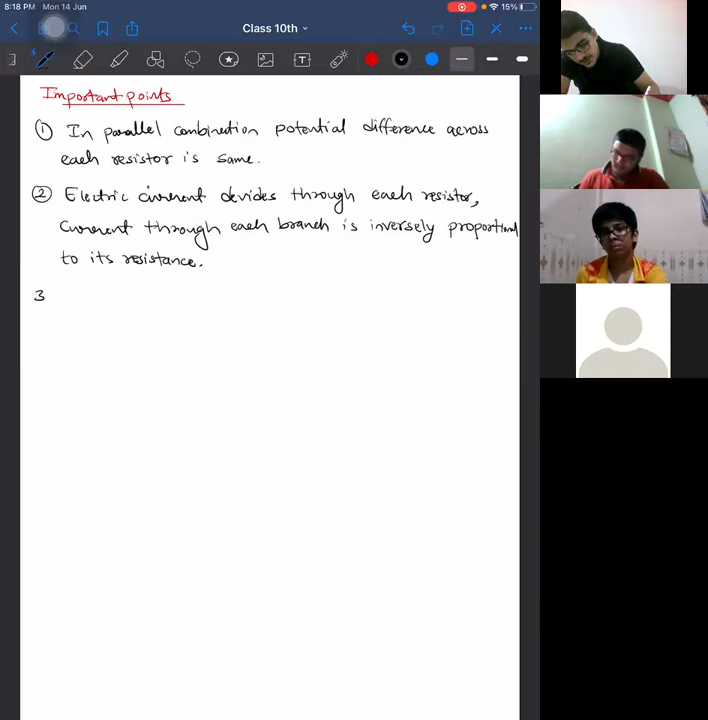 8:18 PM Mon 14 Jun
15%
Class 10th
T
Important points
① In parallel combination potential difference across
each resistor is same.
② Electric current devides through each resistor,
current through each branch is inversely proportional
to its resistance.
3